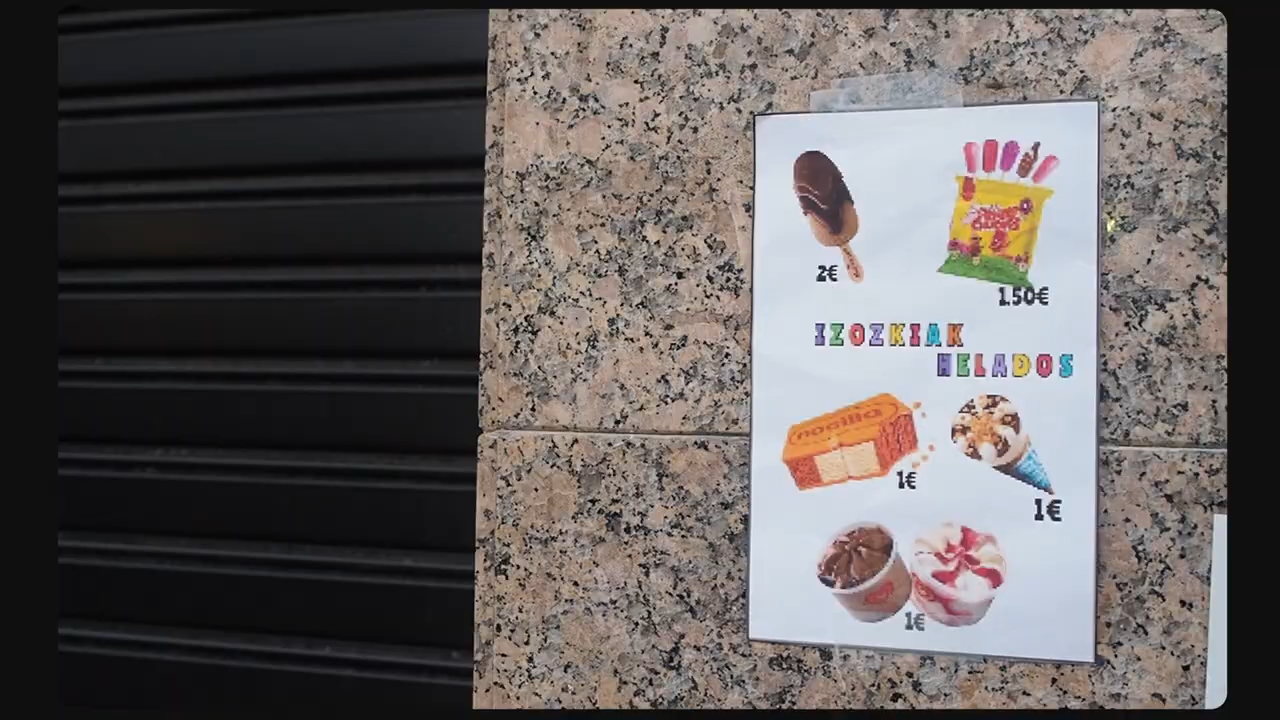 2€
1.50€
IZOZKIAK
HELADOS
nocilla
1€
1€
1€